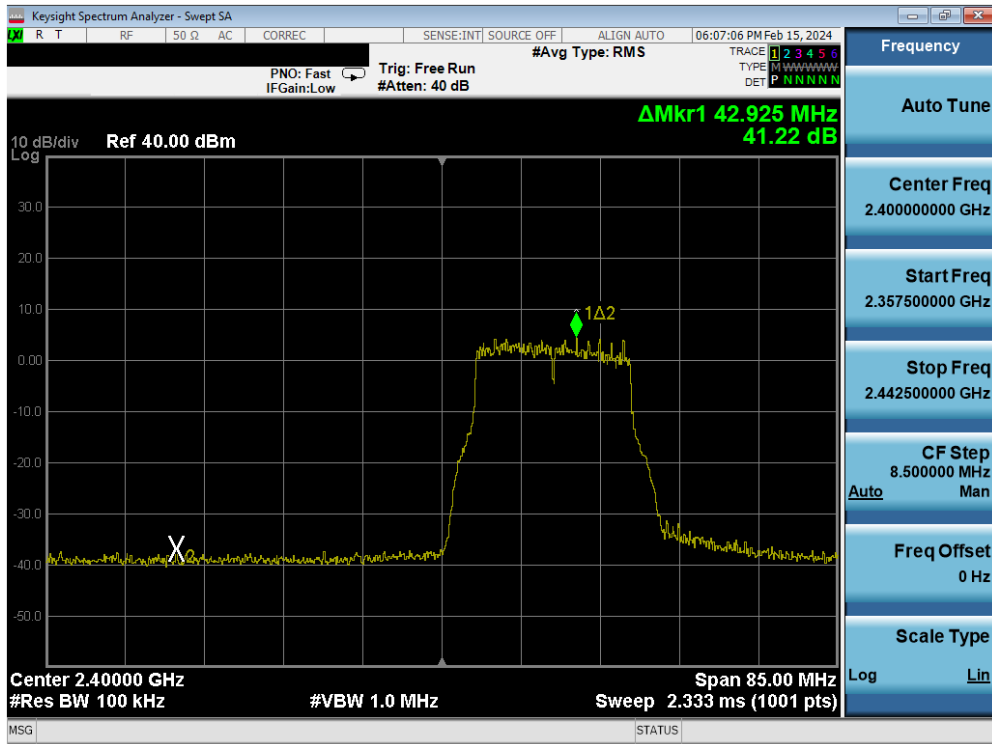 Keysight Spectrum Analyzer - Swept SA
LXI R T RF 50 Ω AC CORREC SENSE:INT SOURCE OFF ALIGN AUTO 06:07:06 PM Feb 15, 2024
#Avg Type: RMS
TRACE 1 2 3 4 5 6
PNO: Fast Trig: Free Run
TYPE M WWWWW
IFGain:Low #Atten: 40 dB
DET P NNNNN
ΔMkr1 42.925 MHz
41.22 dB
10 dB/div Ref 40.00 dBm
Log
30.0
20.0
10.0
1Δ2
0.00
-10.0
-20.0
-30.0
-40.0
-50.0
Center 2.40000 GHz Span 85.00 MHz
#Res BW 100 kHz #VBW 1.0 MHz Sweep 2.333 ms (1001 pts)
MSG STATUS
Frequency
Auto Tune
Center Freq
2.400000000 GHz
Start Freq
2.357500000 GHz
Stop Freq
2.442500000 GHz
CF Step
8.500000 MHz
Auto Man
Freq Offset
0 Hz
Scale Type
Log Lin